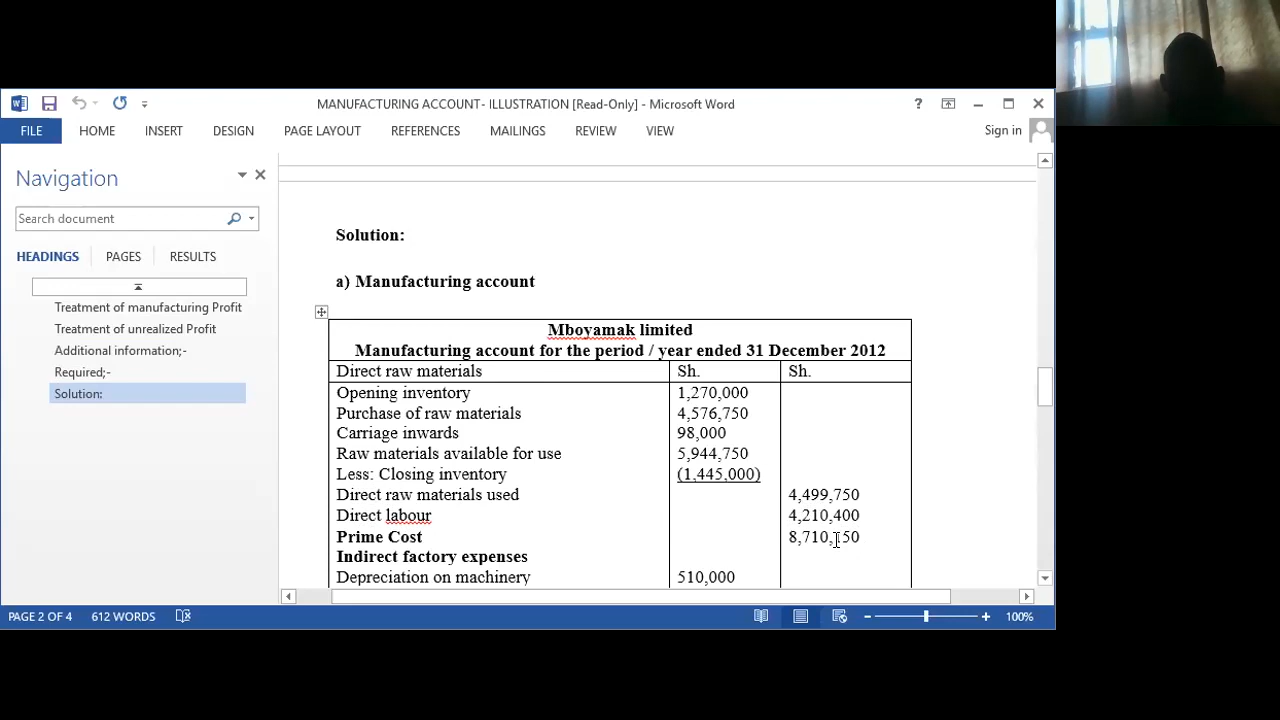 MANUFACTURING ACCOUNT- ILLUSTRATION [Read-Only] - Microsoft Word
FILE HOME INSERT DESIGN PAGE LAYOUT REFERENCES MAILINGS REVIEW VIEW Sign in
Navigation
Search document
HEADINGS PAGES RESULTS
Treatment of manufacturing Profit
Treatment of unrealized Profit
Additional information;-
Required;-
Solution:
Solution:
a) Manufacturing account
Mboyamak limited
Manufacturing account for the period / year ended 31 December 2012
Direct raw materials Sh. Sh.
Opening inventory 1,270,000
Purchase of raw materials 4,576,750
Carriage inwards 98,000
Raw materials available for use 5,944,750
Less: Closing inventory (1,445,000)
Direct raw materials used 4,499,750
Direct labour 4,210,400
Prime Cost 8,710,150
Indirect factory expenses
Depreciation on machinery 510,000
PAGE 2 OF 4 612 WORDS 100%